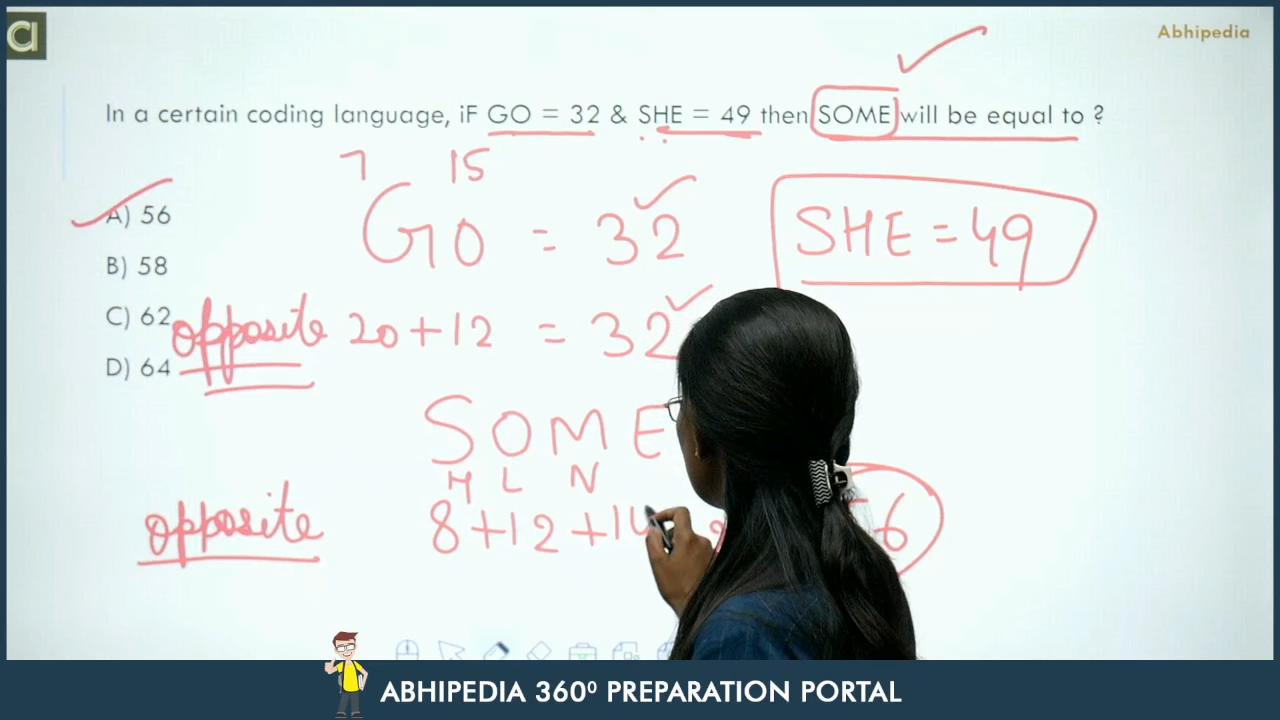 Abhipedia
In a certain coding language, iF GO = 32 & SHE = 49 then SOME will be equal to ?
7 15
A) 56
GO = 32
SHE = 49
B) 58
C) 62
opposite 20+12 = 32
D) 64
SOME
H L N
opposite 8+12+14
6
ABHIPEDIA 360⁰ PREPARATION PORTAL